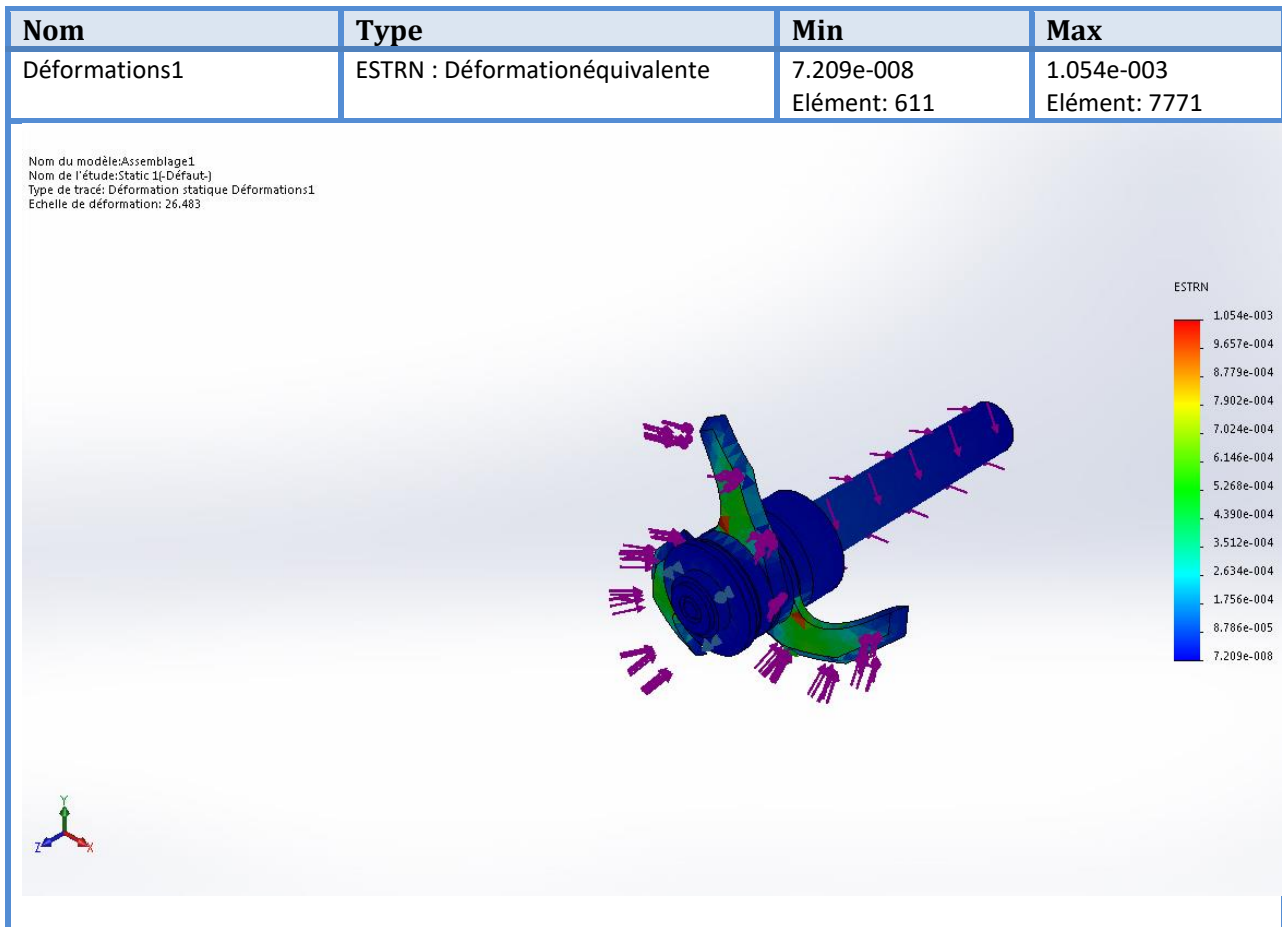 Nom Type Min Max
Déformations1 ESTRN : Déformationéquivalente 7.209e-008 1.054e-003
Elément: 611 Elément: 7771
Nom du modèle:Assemblage1
Nom de l'étude:Static 1(-Défaut-)
Type de tracé: Déformation statique Déformations1
Echelle de déformation: 26.483
ESTRN
1.054e-003
9.657e-004
8.779e-004
7.902e-004
7.024e-004
6.146e-004
5.268e-004
4.390e-004
3.512e-004
2.634e-004
1.756e-004
8.786e-005
7.209e-008
Y
Z X